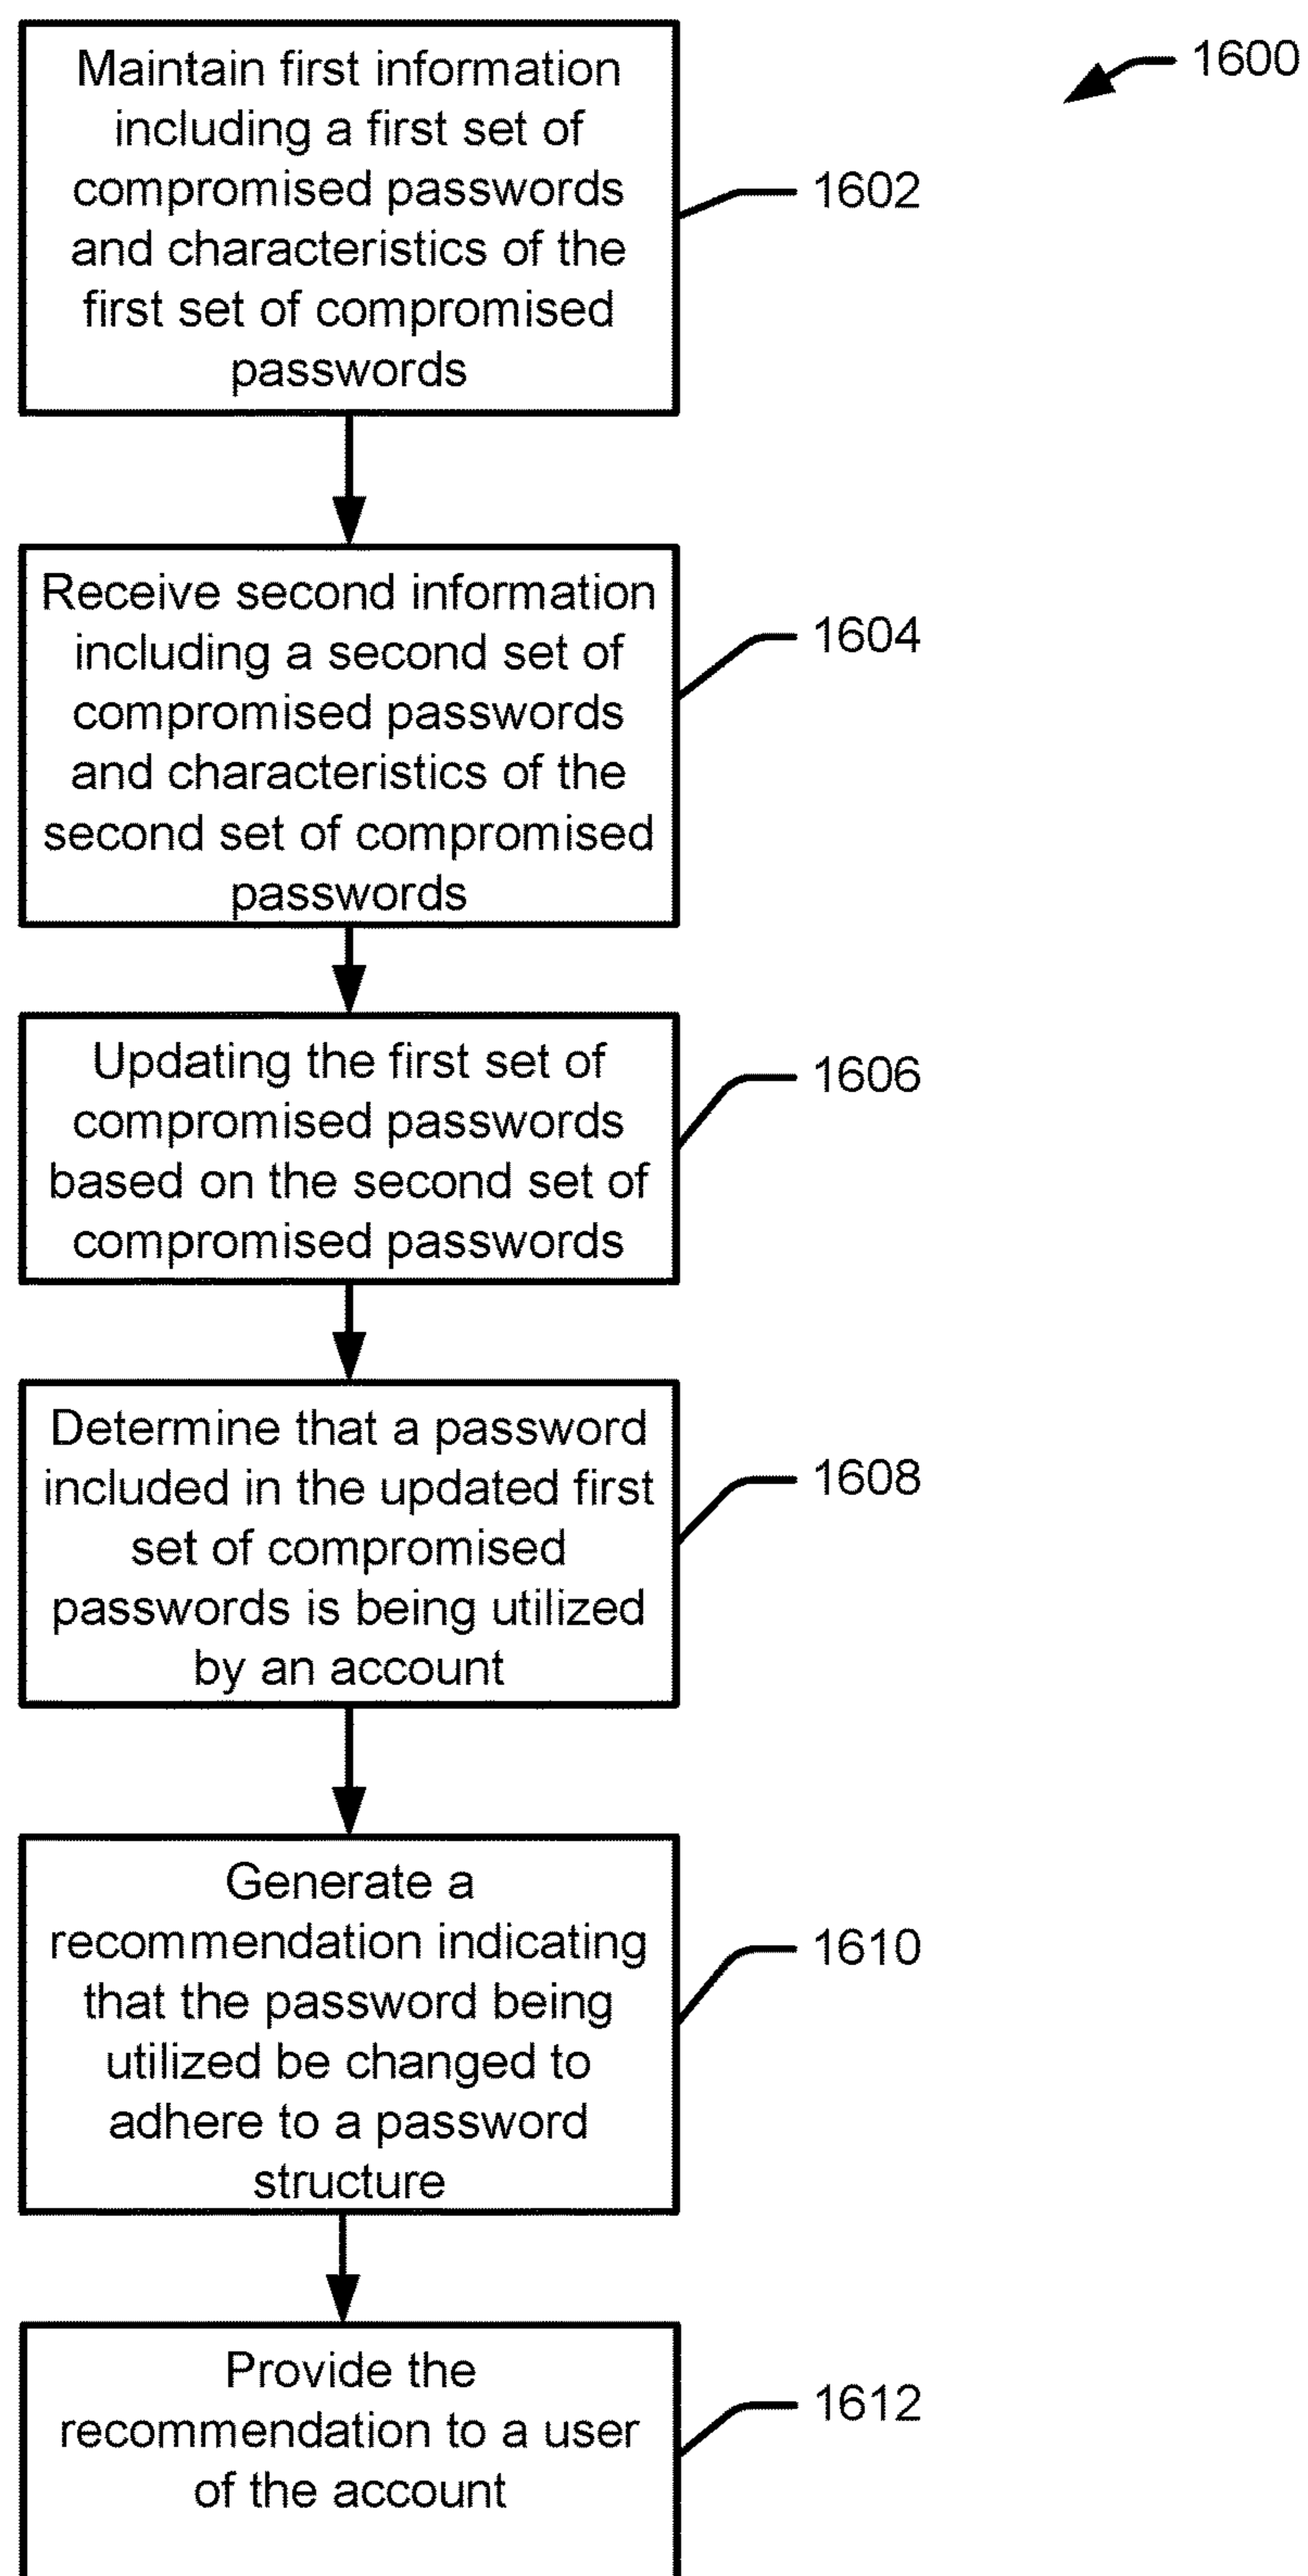 1600
Maintain first information
including a first set of
compromised passwords
and characteristics of the
first set of compromised
passwords
1602
Receive second information
including a second set of
compromised passwords
and characteristics of the
second set of compromised
passwords
1604
Updating the first set of
compromised passwords
based on the second set of
compromised passwords
1606
Determine that a password
included in the updated first
set of compromised
passwords is being utilized
by an account
1608
Generate a
recommendation indicating
that the password being
utilized be changed to
adhere to a password
structure
1610
Provide the
recommendation to a user
of the account
1612